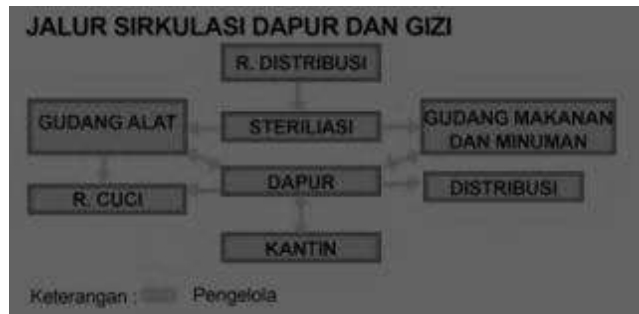 JALUR SIRKULASI DAPUR DAN GIZI
R. DISTRIBUSI
GUDANG ALAT
STERILIASI
GUDANG MAKANAN
DAN MINUMAN
DAPUR
DISTRIBUSI
R. CUCI
KANTIN
Keterangan : Pengelola